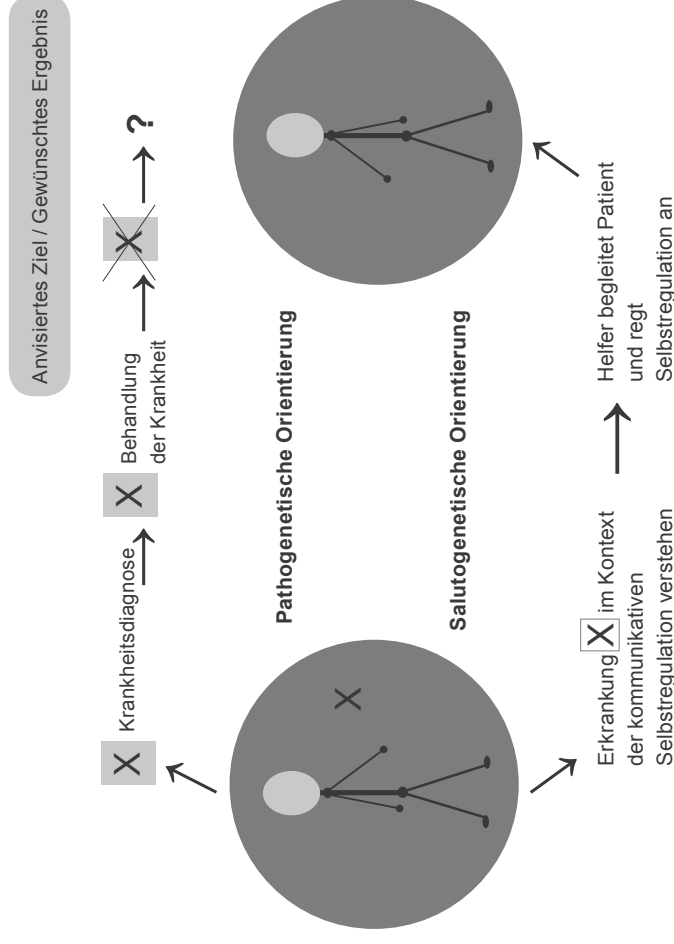 Anvisiertes Ziel / Gewünschtes Ergebnis
X Krankheitsdiagnose
X Behandlung
der Krankheit
X
?
Pathogenetische Orientierung
X
Salutogenetische Orientierung
Erkrankung X im Kontext
der kommunikativen
Selbstregulation verstehen
Helfer begleitet Patient
und regt
Selbstregulation an